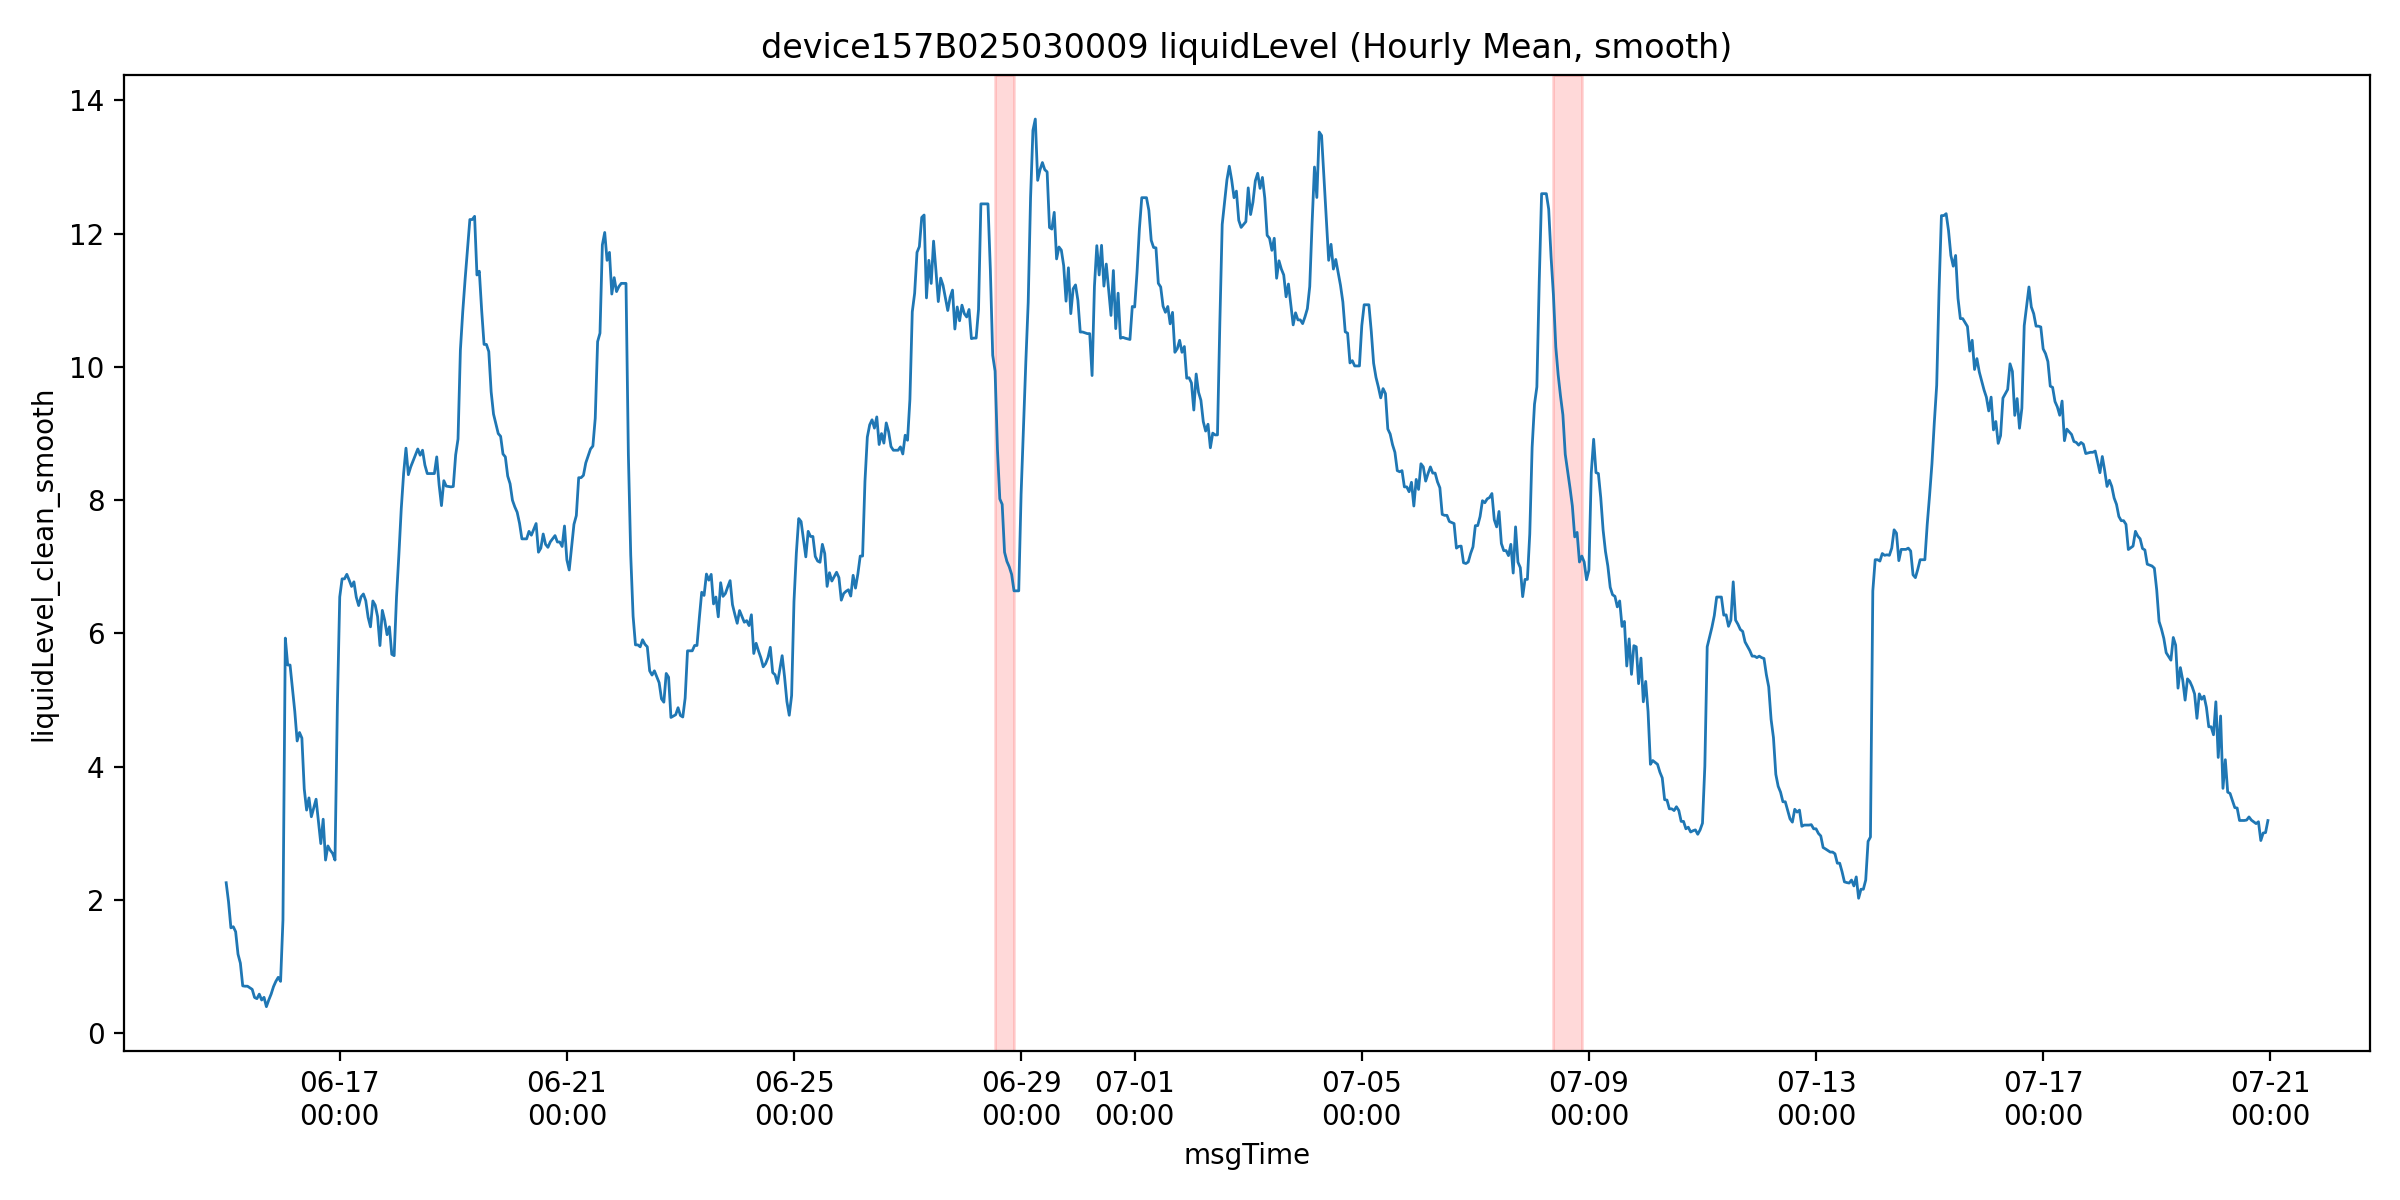 device157B025030009 liquidLevel (Hourly Mean, smooth)
liquidLevel_clean_smooth
14
12
10
8
6
4
2
0
06-17 06-21 06-25 06-29 07-01 07-05 07-09 07-13 07-17 07-21
00:00 00:00 00:00 00:00 00:00 00:00 00:00 00:00 00:00 00:00
msgTime